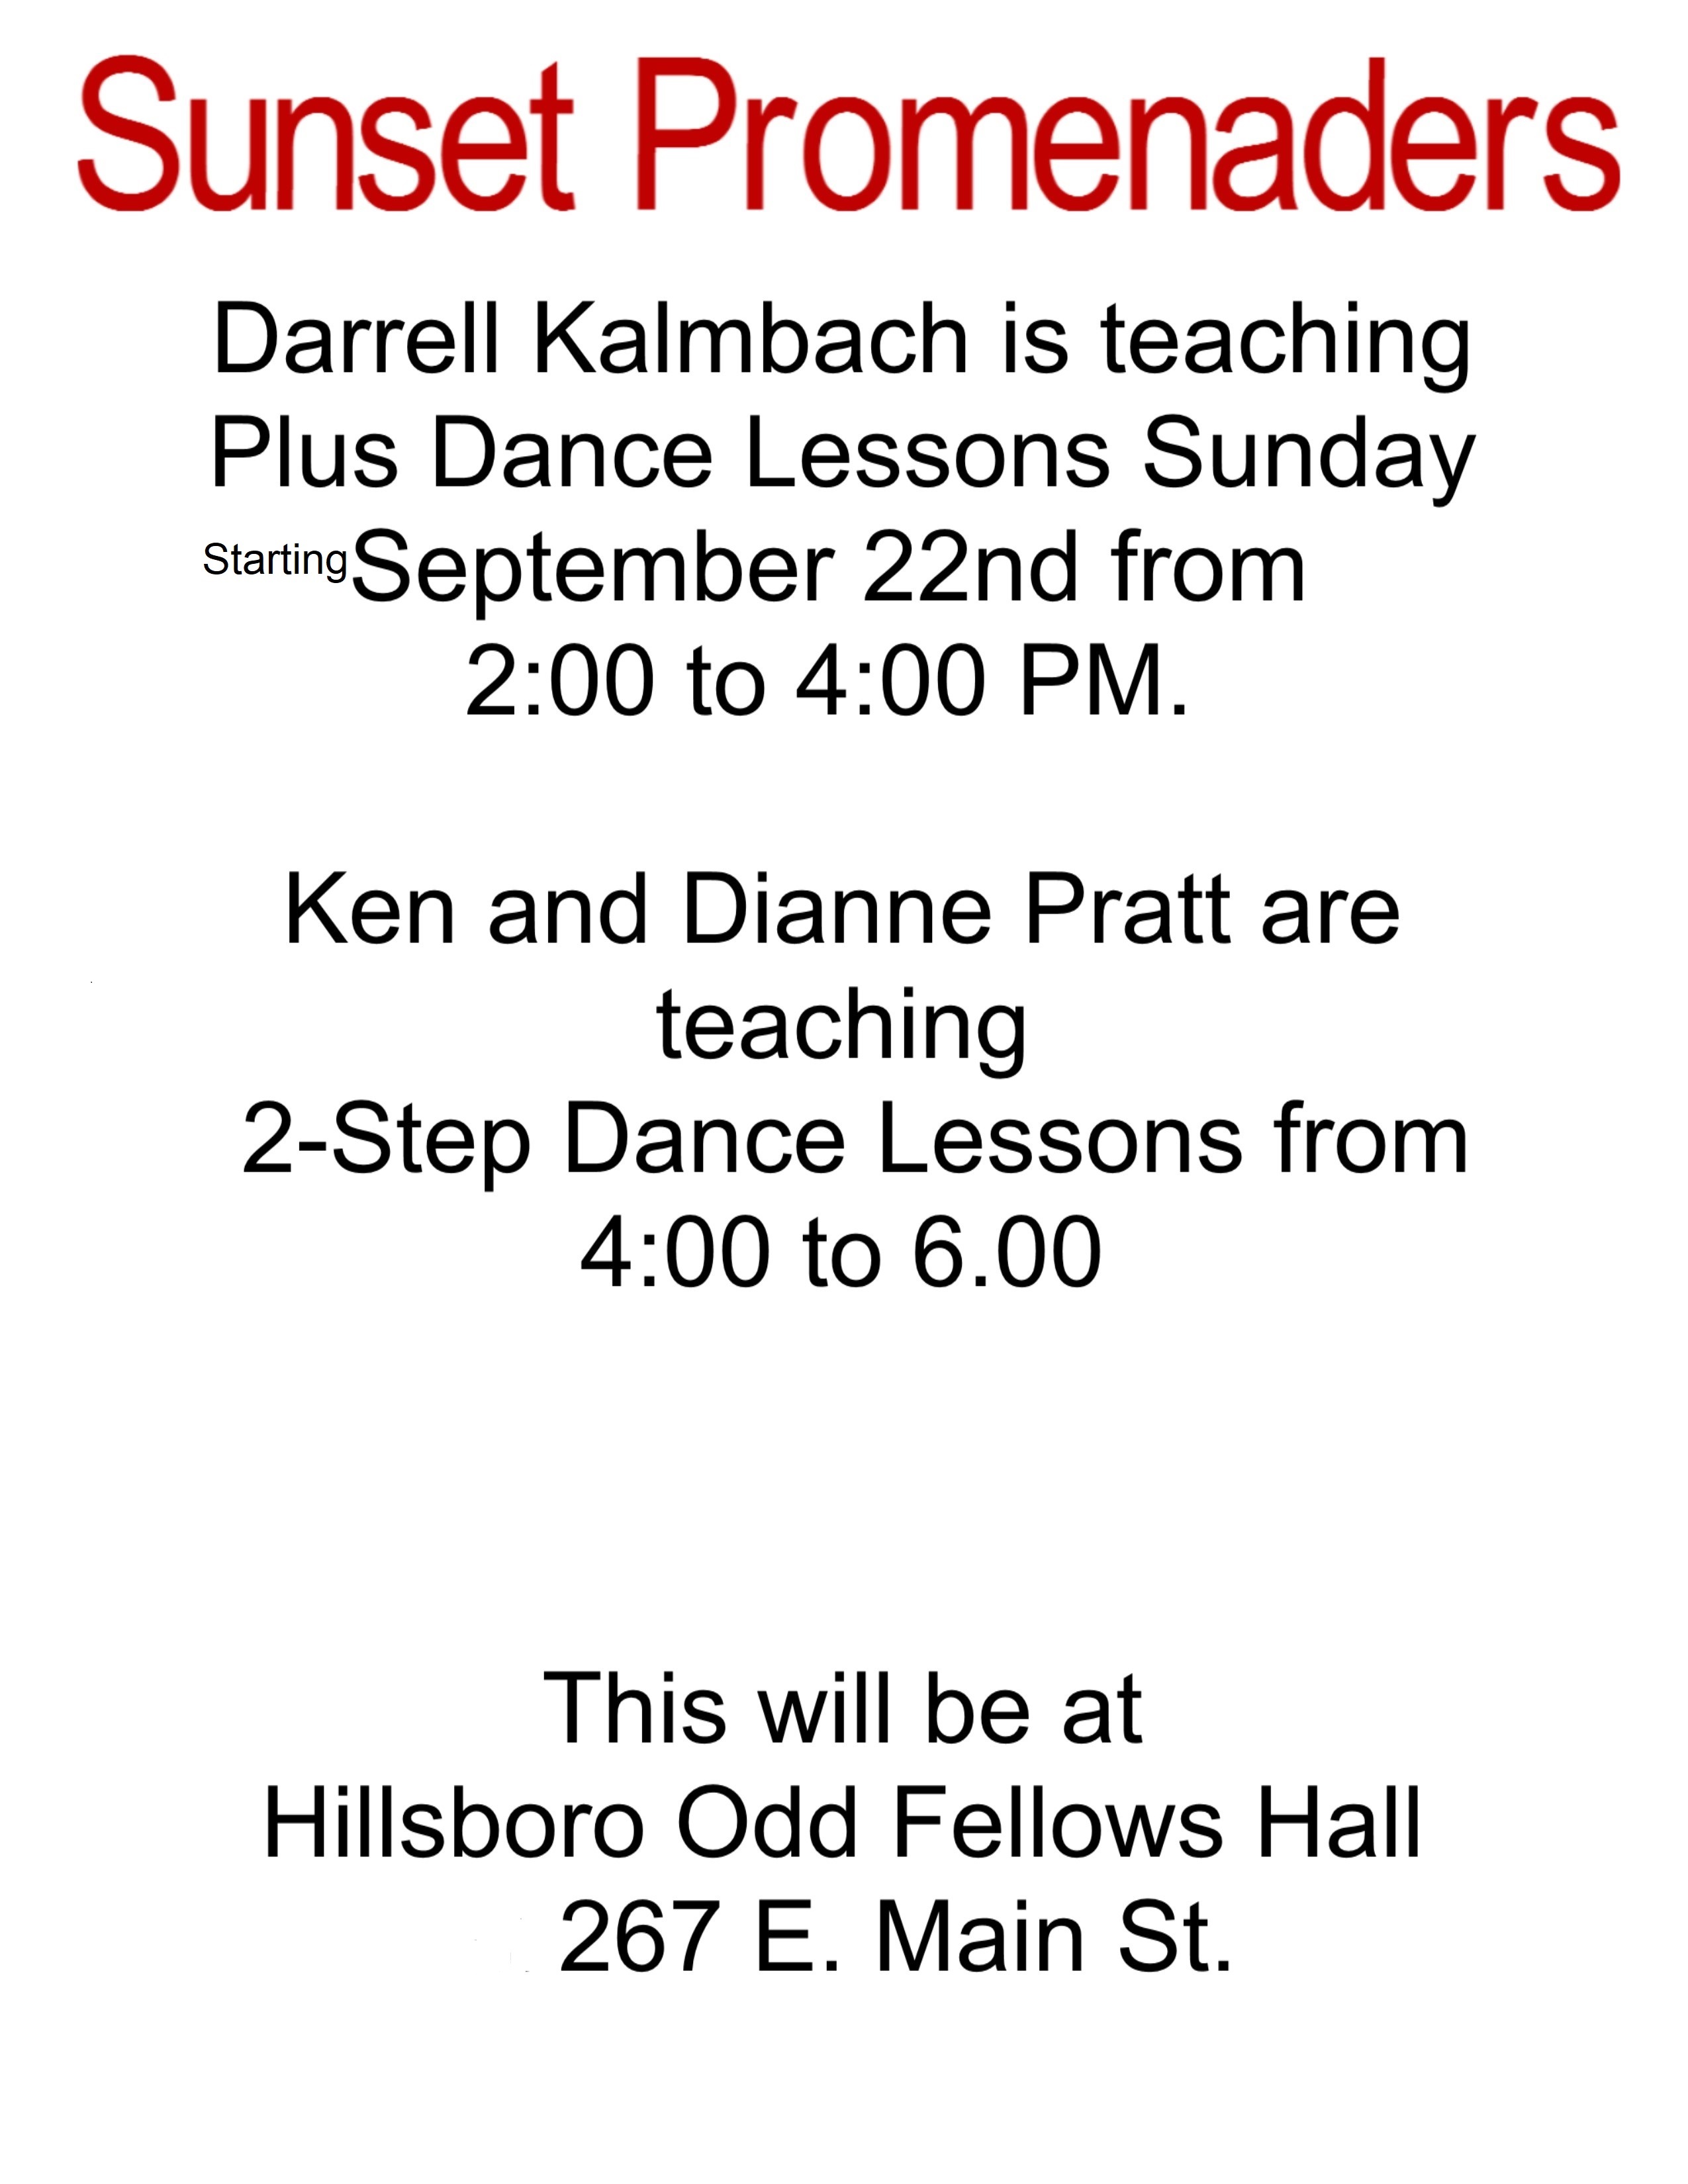 Sunset Promenaders
Darrell Kalmbach is teaching
Plus Dance Lessons Sunday
Starting September 22nd from
2:00 to 4:00 PM.
Ken and Dianne Pratt are
teaching
2-Step Dance Lessons from
4:00 to 6.00
This will be at
Hillsboro Odd Fellows Hall
267 E. Main St.